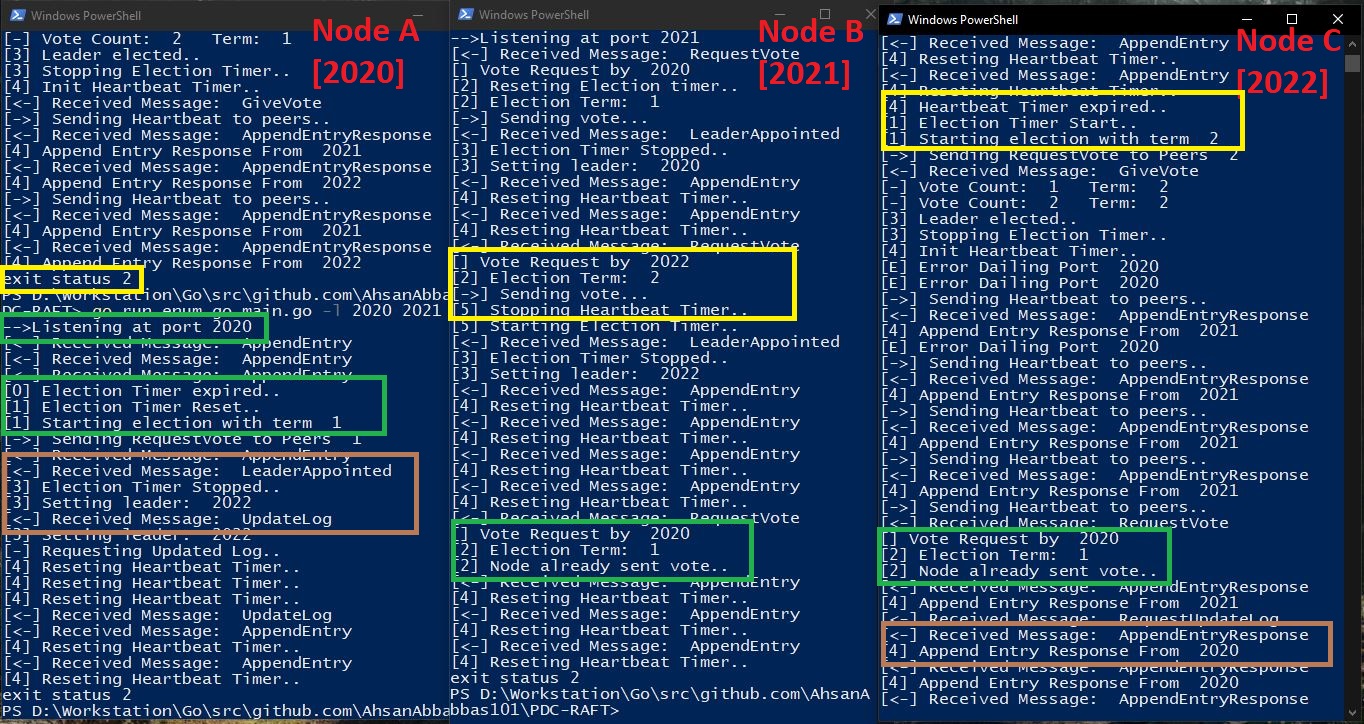 Windows PowerShell
[-] Vote Count:  2   Term:  1
[3] Leader elected..
[3] Stopping Election Timer..
[4] Init Heartbeat Timer..
[<-] Received Message:  GiveVote
[->] Sending Heartbeat to peers..
[<-] Received Message:  AppendEntryResponse
[4] Append Entry Response From  2021
[<-] Received Message:  AppendEntryResponse
[4] Append Entry Response From  2022
[->] Sending Heartbeat to peers..
[<-] Received Message:  AppendEntryResponse
[4] Append Entry Response From  2021
[<-] Received Message:  AppendEntryResponse
[4] Append Entry Response From  2022
exit status 2
PS D:\Workstation\Go\src\github.com\AhsanAbba
DC-RAFT> go run enum.go main.go -l 2020 2021
-->Listening at port 2020
[<-] Received Message:  AppendEntry
[<-] Received Message:  AppendEntry
[<-] Received Message:  AppendEntry
[0] Election Timer expired..
[1] Election Timer Reset..
[1] Starting election with term  1
[->] Sending RequestVote to Peers  1
[<-] Received Message:  AppendEntry
[<-] Received Message:  LeaderAppointed
[3] Election Timer Stopped..
[3] Setting leader:  2022
[<-] Received Message:  UpdateLog
[3] Setting leader:  2022
[-] Requesting Updated Log..
[4] Reseting Heartbeat Timer..
[4] Reseting Heartbeat Timer..
[4] Reseting Heartbeat Timer..
[<-] Received Message:  UpdateLog
[<-] Received Message:  AppendEntry
[4] Reseting Heartbeat Timer..
[<-] Received Message:  AppendEntry
[4] Reseting Heartbeat Timer..
exit status 2
PS D:\Workstation\Go\src\github.com\AhsanAbba
Node A
[2020]
Windows PowerShell
-->Listening at port 2021
[<-] Received Message:  RequestVote
[] Vote Request by  2020
[2] Reseting Election timer..
[2] Election Term:  1
[->] Sending vote...
[<-] Received Message:  LeaderAppointed
[3] Election Timer Stopped..
[3] Setting leader:  2020
[<-] Received Message:  AppendEntry
[4] Reseting Heartbeat Timer..
[<-] Received Message:  AppendEntry
[4] Reseting Heartbeat Timer..
[<-] Received Message:  RequestVote
[] Vote Request by  2022
[2] Election Term:  2
[->] Sending vote...
[5] Stopping Heartbeat Timer..
[5] Starting Election Timer..
[<-] Received Message:  LeaderAppointed
[3] Election Timer Stopped..
[3] Setting leader:  2022
[<-] Received Message:  AppendEntry
[4] Reseting Heartbeat Timer..
[<-] Received Message:  AppendEntry
[4] Reseting Heartbeat Timer..
[<-] Received Message:  AppendEntry
[4] Reseting Heartbeat Timer..
[<-] Received Message:  AppendEntry
[4] Reseting Heartbeat Timer..
[<-] Received Message:  RequestVote
[] Vote Request by  2020
[2] Election Term:  1
[2] Node already sent vote..
[<-] Received Message:  AppendEntry
[4] Reseting Heartbeat Timer..
[<-] Received Message:  AppendEntry
[4] Reseting Heartbeat Timer..
[<-] Received Message:  AppendEntry
[4] Reseting Heartbeat Timer..
exit status 2
PS D:\Workstation\Go\src\github.com\AhsanA
bbas101\PDC-RAFT>
Node B
[2021]
Windows PowerShell
[<-] Received Message:  AppendEntry
[4] Reseting Heartbeat Timer..
[<-] Received Message:  AppendEntry
[4] Reseting Heartbeat Timer..
[4] Heartbeat Timer expired..
[1] Election Timer Start..
[1] Starting election with term  2
[->] Sending RequestVote to Peers  2
[<-] Received Message:  GiveVote
[-] Vote Count:  1   Term:  2
[-] Vote Count:  2   Term:  2
[3] Leader elected..
[3] Stopping Election Timer..
[4] Init Heartbeat Timer..
[E] Error Dailing Port  2020
[E] Error Dailing Port  2020
[->] Sending Heartbeat to peers..
[<-] Received Message:  AppendEntryResponse
[4] Append Entry Response From  2021
[E] Error Dailing Port  2020
[->] Sending Heartbeat to peers..
[<-] Received Message:  AppendEntryResponse
[4] Append Entry Response From  2021
[->] Sending Heartbeat to peers..
[<-] Received Message:  AppendEntryResponse
[4] Append Entry Response From  2021
[->] Sending Heartbeat to peers..
[<-] Received Message:  AppendEntryResponse
[4] Append Entry Response From  2021
[->] Sending Heartbeat to peers..
[<-] Received Message:  RequestVote
[] Vote Request by  2020
[2] Election Term:  1
[2] Node already sent vote..
[<-] Received Message:  AppendEntryResponse
[4] Append Entry Response From  2021
[<-] Received Message:  RequestUpdateLog
[<-] Received Message:  AppendEntryResponse
[4] Append Entry Response From  2020
[<-] Received Message:  AppendEntryResponse
[4] Append Entry Response From  2020
[<-] Received Message:  AppendEntryResponse
Node C
[2022]